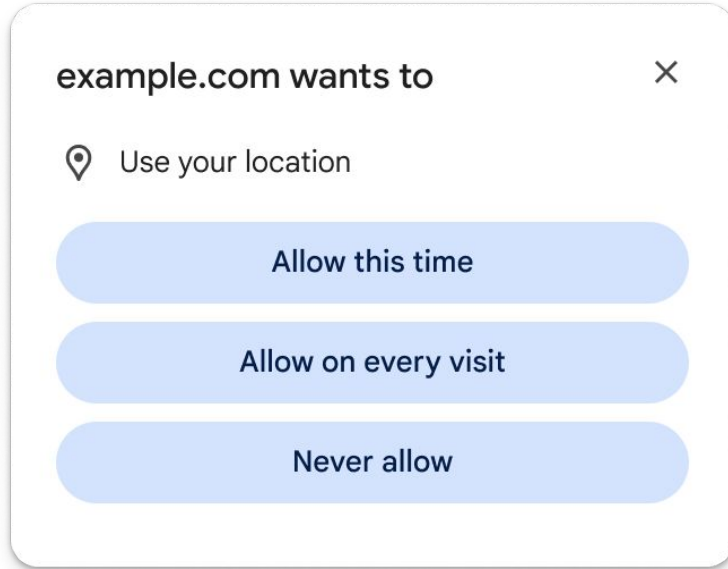 example.com wants to
Use your location
Allow this time
Allow on every visit
Never allow